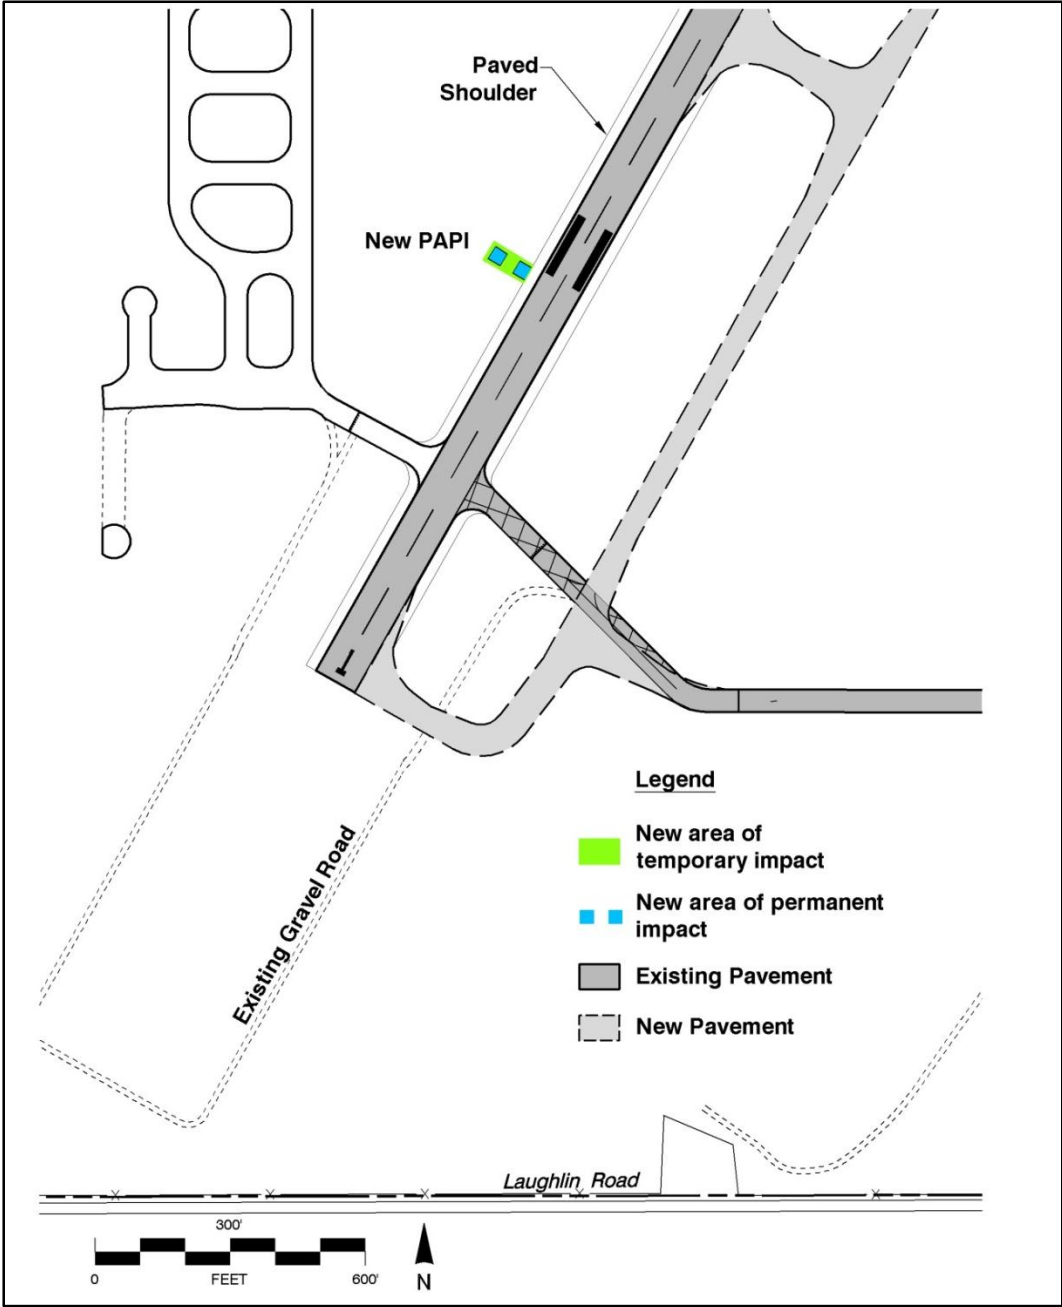 Paved
Shoulder
New PAPI
Existing Gravel Road
1
Legend
New area of
temporary impact
New area of permanent
impact
Existing Pavement
New Pavement
Laughlin Road
300'
0
FEET
600'
N